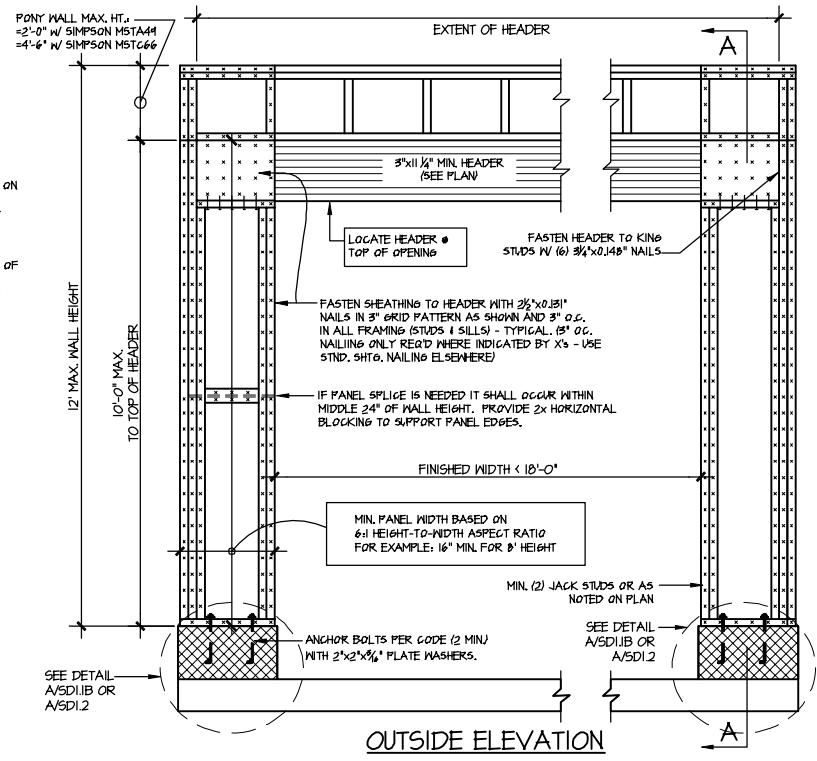 PONY WALL MAX. HT.:
=2'-0" W/ SIMPSON MSTA49
=4'-6" W/ SIMPSON MSTC66
EXTENT OF HEADER
A
ON
OF
3"x11 1/4" MIN. HEADER
(SEE PLAN)
LOCATE HEADER @
TOP OF OPENING
FASTEN HEADER TO KING
STUDS W/ (6) 3 1/4"x0.148" NAILS
12' MAX. WALL HEIGHT
10'-0" MAX.
TO TOP OF HEADER
FASTEN SHEATHING TO HEADER WITH 2 1/2"x0.131"
NAILS IN 3" GRID PATTERN AS SHOWN AND 3" O.C.
IN ALL FRAMING (STUDS & SILLS) - TYPICAL. (3" OC.
NAILIING ONLY REQ'D WHERE INDICATED BY X's - USE
STND. SHTG. NAILING ELSEWHERE)
IF PANEL SPLICE IS NEEDED IT SHALL OCCUR WITHIN
MIDDLE 24" OF WALL HEIGHT. PROVIDE 2x HORIZONTAL
BLOCKING TO SUPPORT PANEL EDGES.
FINISHED WIDTH < 18'-0"
MIN. PANEL WIDTH BASED ON
6:1 HEIGHT-TO-WIDTH ASPECT RATIO
FOR EXAMPLE: 16" MIN. FOR 8' HEIGHT
MIN. (2) JACK STUDS OR AS
NOTED ON PLAN
ANCHOR BOLTS PER CODE (2 MIN.)
WITH 2"x2"x3/16" PLATE WASHERS.
SEE DETAIL
A/SD1.1B OR
A/SD1.2
SEE DETAIL
A/SD1.1B OR
A/SD1.2
A
OUTSIDE ELEVATION